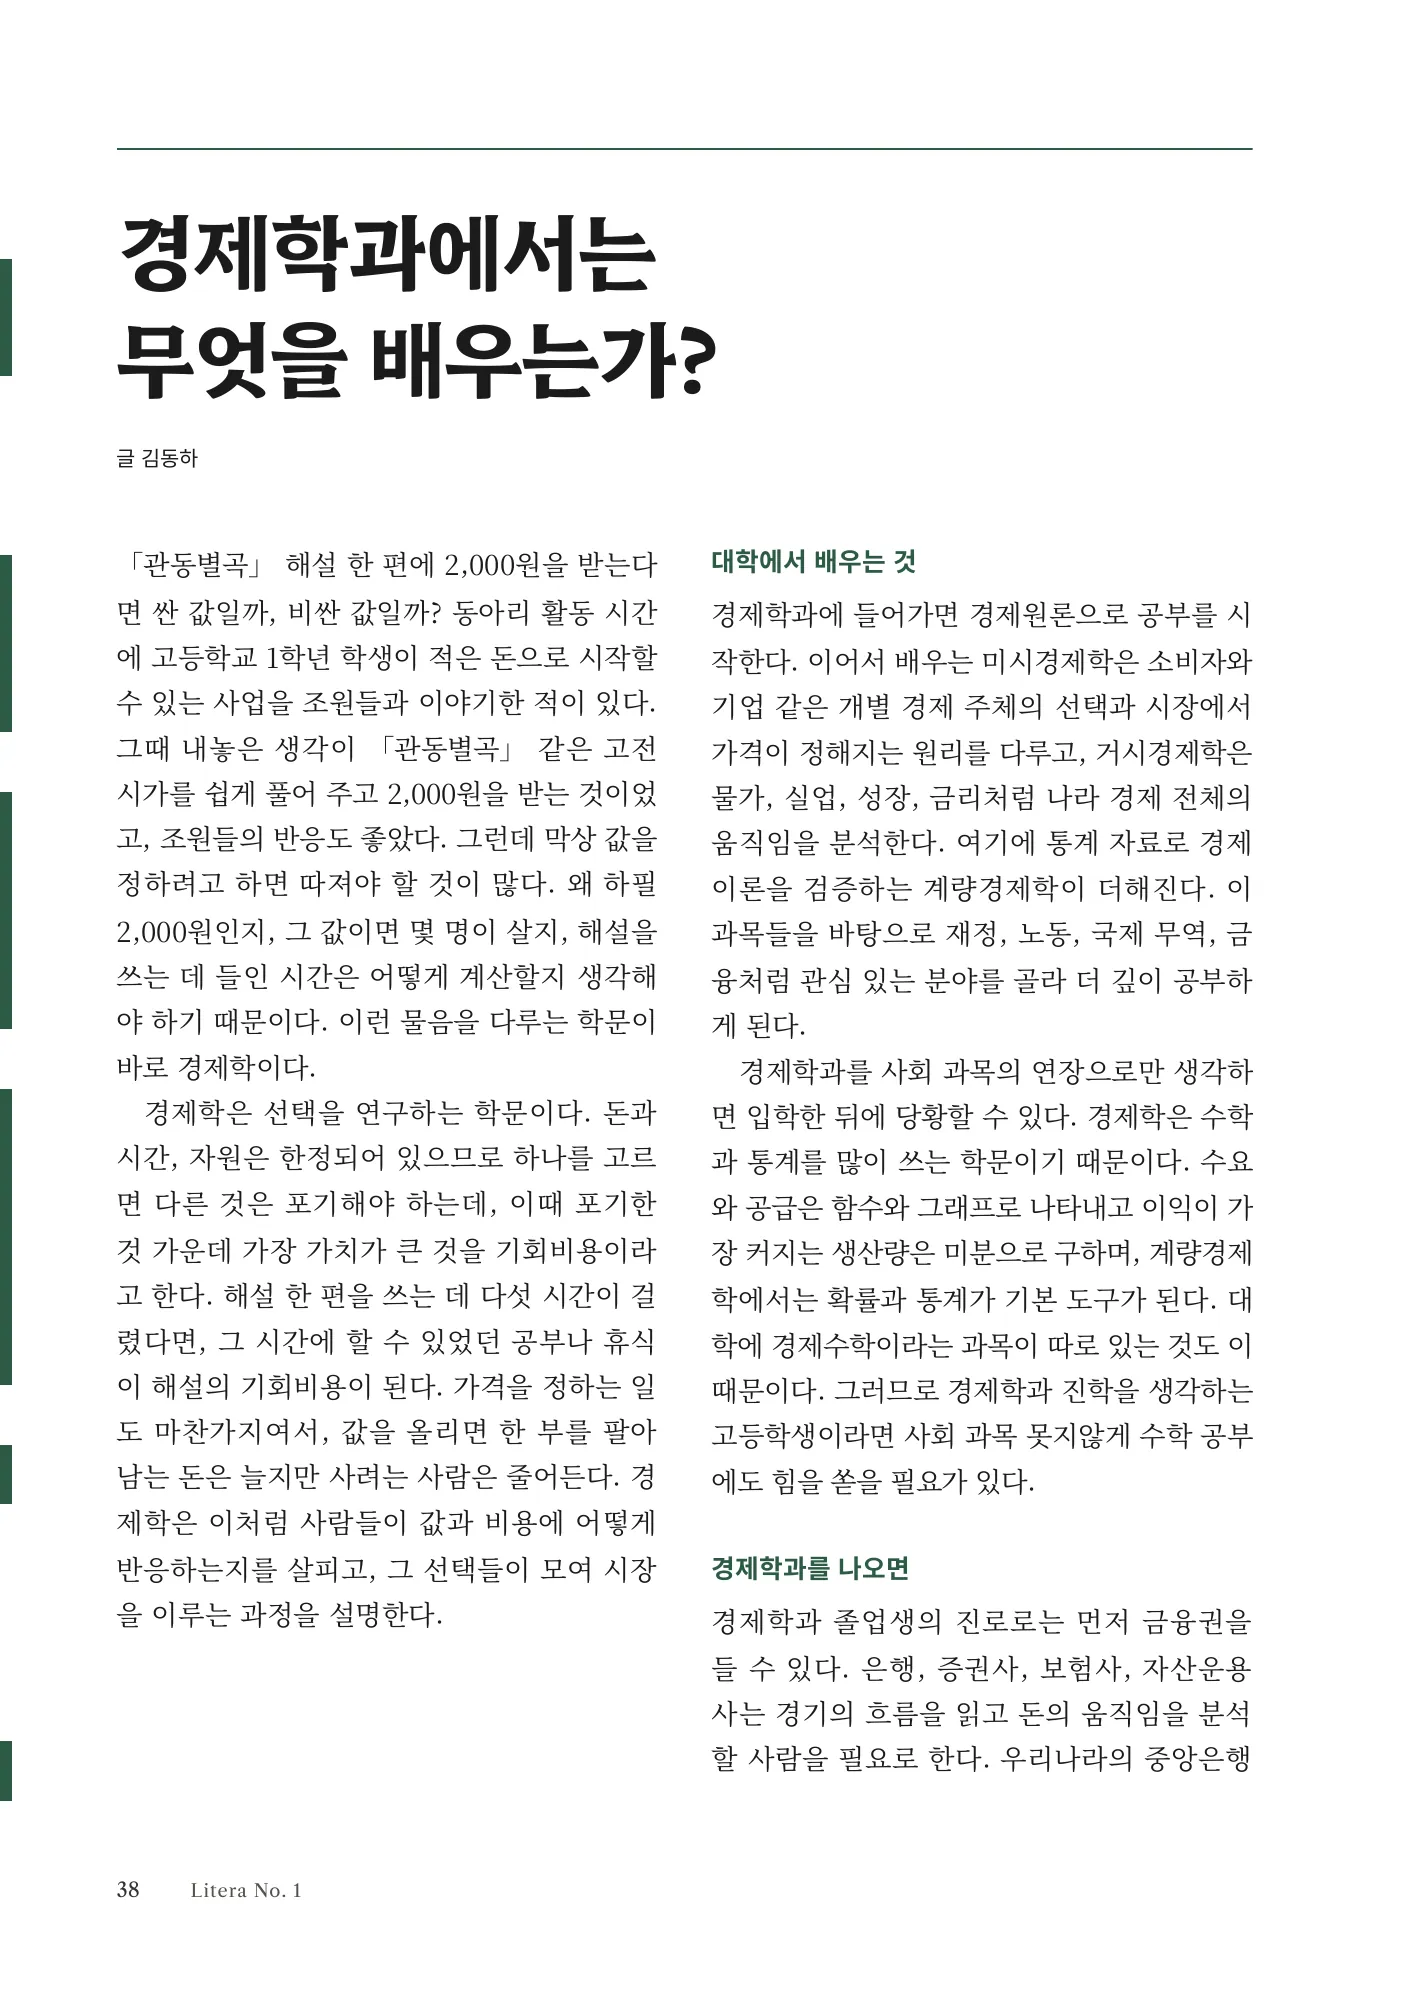 경제학과에서는
무엇을 배우는가?
글 김동하
「관동별곡」 해설 한 편에 2,000원을 받는다
면 싼 값일까, 비싼 값일까? 동아리 활동 시간
에 고등학교 1학년 학생이 적은 돈으로 시작할
수 있는 사업을 조원들과 이야기한 적이 있다.
그때 내놓은 생각이 「관동별곡」 같은 고전
시가를 쉽게 풀어 주고 2,000원을 받는 것이었
고, 조원들의 반응도 좋았다. 그런데 막상 값을
정하려고 하면 따져야 할 것이 많다. 왜 하필
2,000원인지, 그 값이면 몇 명이 살지, 해설을
쓰는 데 들인 시간은 어떻게 계산할지 생각해
야 하기 때문이다. 이런 물음을 다루는 학문이
바로 경제학이다.
경제학은 선택을 연구하는 학문이다. 돈과
시간, 자원은 한정되어 있으므로 하나를 고르
면 다른 것은 포기해야 하는데, 이때 포기한
것 가운데 가장 가치가 큰 것을 기회비용이라
고 한다. 해설 한 편을 쓰는 데 다섯 시간이 걸
렸다면, 그 시간에 할 수 있었던 공부나 휴식
이 해설의 기회비용이 된다. 가격을 정하는 일
도 마찬가지여서, 값을 올리면 한 부를 팔아
남는 돈은 늘지만 사려는 사람은 줄어든다. 경
제학은 이처럼 사람들이 값과 비용에 어떻게
반응하는지를 살피고, 그 선택들이 모여 시장
을 이루는 과정을 설명한다.
대학에서 배우는 것
경제학과에 들어가면 경제원론으로 공부를 시
작한다. 이어서 배우는 미시경제학은 소비자와
기업 같은 개별 경제 주체의 선택과 시장에서
가격이 정해지는 원리를 다루고, 거시경제학은
물가, 실업, 성장, 금리처럼 나라 경제 전체의
움직임을 분석한다. 여기에 통계 자료로 경제
이론을 검증하는 계량경제학이 더해진다. 이
과목들을 바탕으로 재정, 노동, 국제 무역, 금
융처럼 관심 있는 분야를 골라 더 깊이 공부하
게 된다.
경제학과를 사회 과목의 연장으로만 생각하
면 입학한 뒤에 당황할 수 있다. 경제학은 수학
과 통계를 많이 쓰는 학문이기 때문이다. 수요
와 공급은 함수와 그래프로 나타내고 이익이 가
장 커지는 생산량은 미분으로 구하며, 계량경제
학에서는 확률과 통계가 기본 도구가 된다. 대
학에 경제수학이라는 과목이 따로 있는 것도 이
때문이다. 그러므로 경제학과 진학을 생각하는
고등학생이라면 사회 과목 못지않게 수학 공부
에도 힘을 쏟을 필요가 있다.
경제학과를 나오면
경제학과 졸업생의 진로로는 먼저 금융권을
들 수 있다. 은행, 증권사, 보험사, 자산운용
사는 경기의 흐름을 읽고 돈의 움직임을 분석
할 사람을 필요로 한다. 우리나라의 중앙은행
38 Litera No. 1